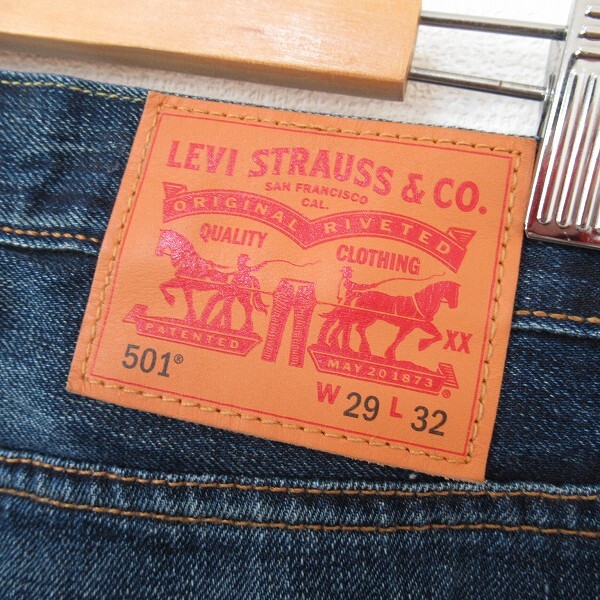 LEVI STRAUSS & CO.
SAN FRANCISCO
CAL.
ORIGINAL RIVETED
QUALITY CLOTHING
XX
PATENTED MAY 20 1873 ®
501®
W 29 L 32